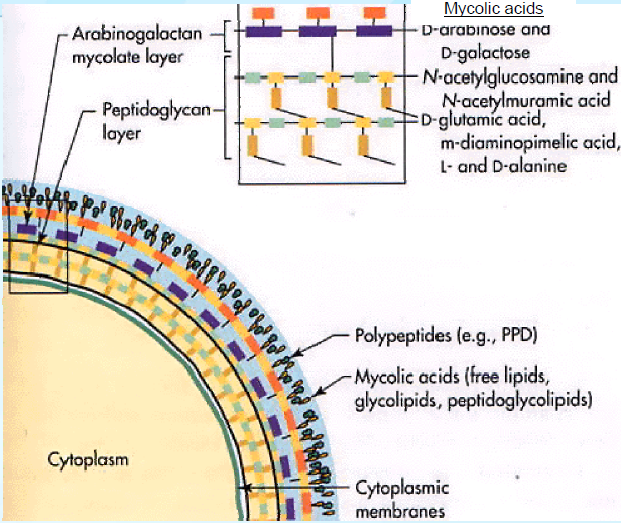 Mycolic acids
Arabinogalactan
mycolate layer
D-arabinose and
D-galactose
N-acetylglucosamine and
N-acetylmuramic acid
Peptidoglycan
layer
D-glutamic acid,
m-diaminopimelic acid,
L- and D-alanine
Polypeptides (e.g., PPD)
Mycolic acids (free lipids,
glycolipids, peptidoglycolipids)
Cytoplasm
Cytoplasmic
membranes